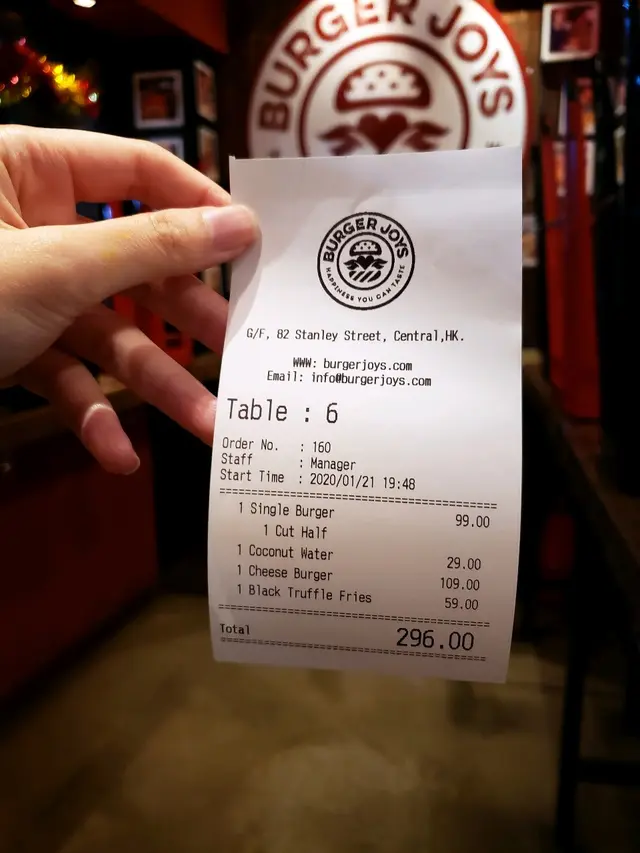 BURGER JOYS
BURGER JOYS
HAPPINESS YOU CAN TASTE
G/F, 82 Stanley Street, Central,HK.
WWW: burgerjoys.com
Email: info@burgerjoys.com
Table : 6
Order No. : 160
Staff : Manager
Start Time : 2020/01/21 19:48
1 Single Burger 99.00
1 Cut Half
1 Coconut Water 29.00
1 Cheese Burger 109.00
1 Black Truffle Fries 59.00
Total 296.00